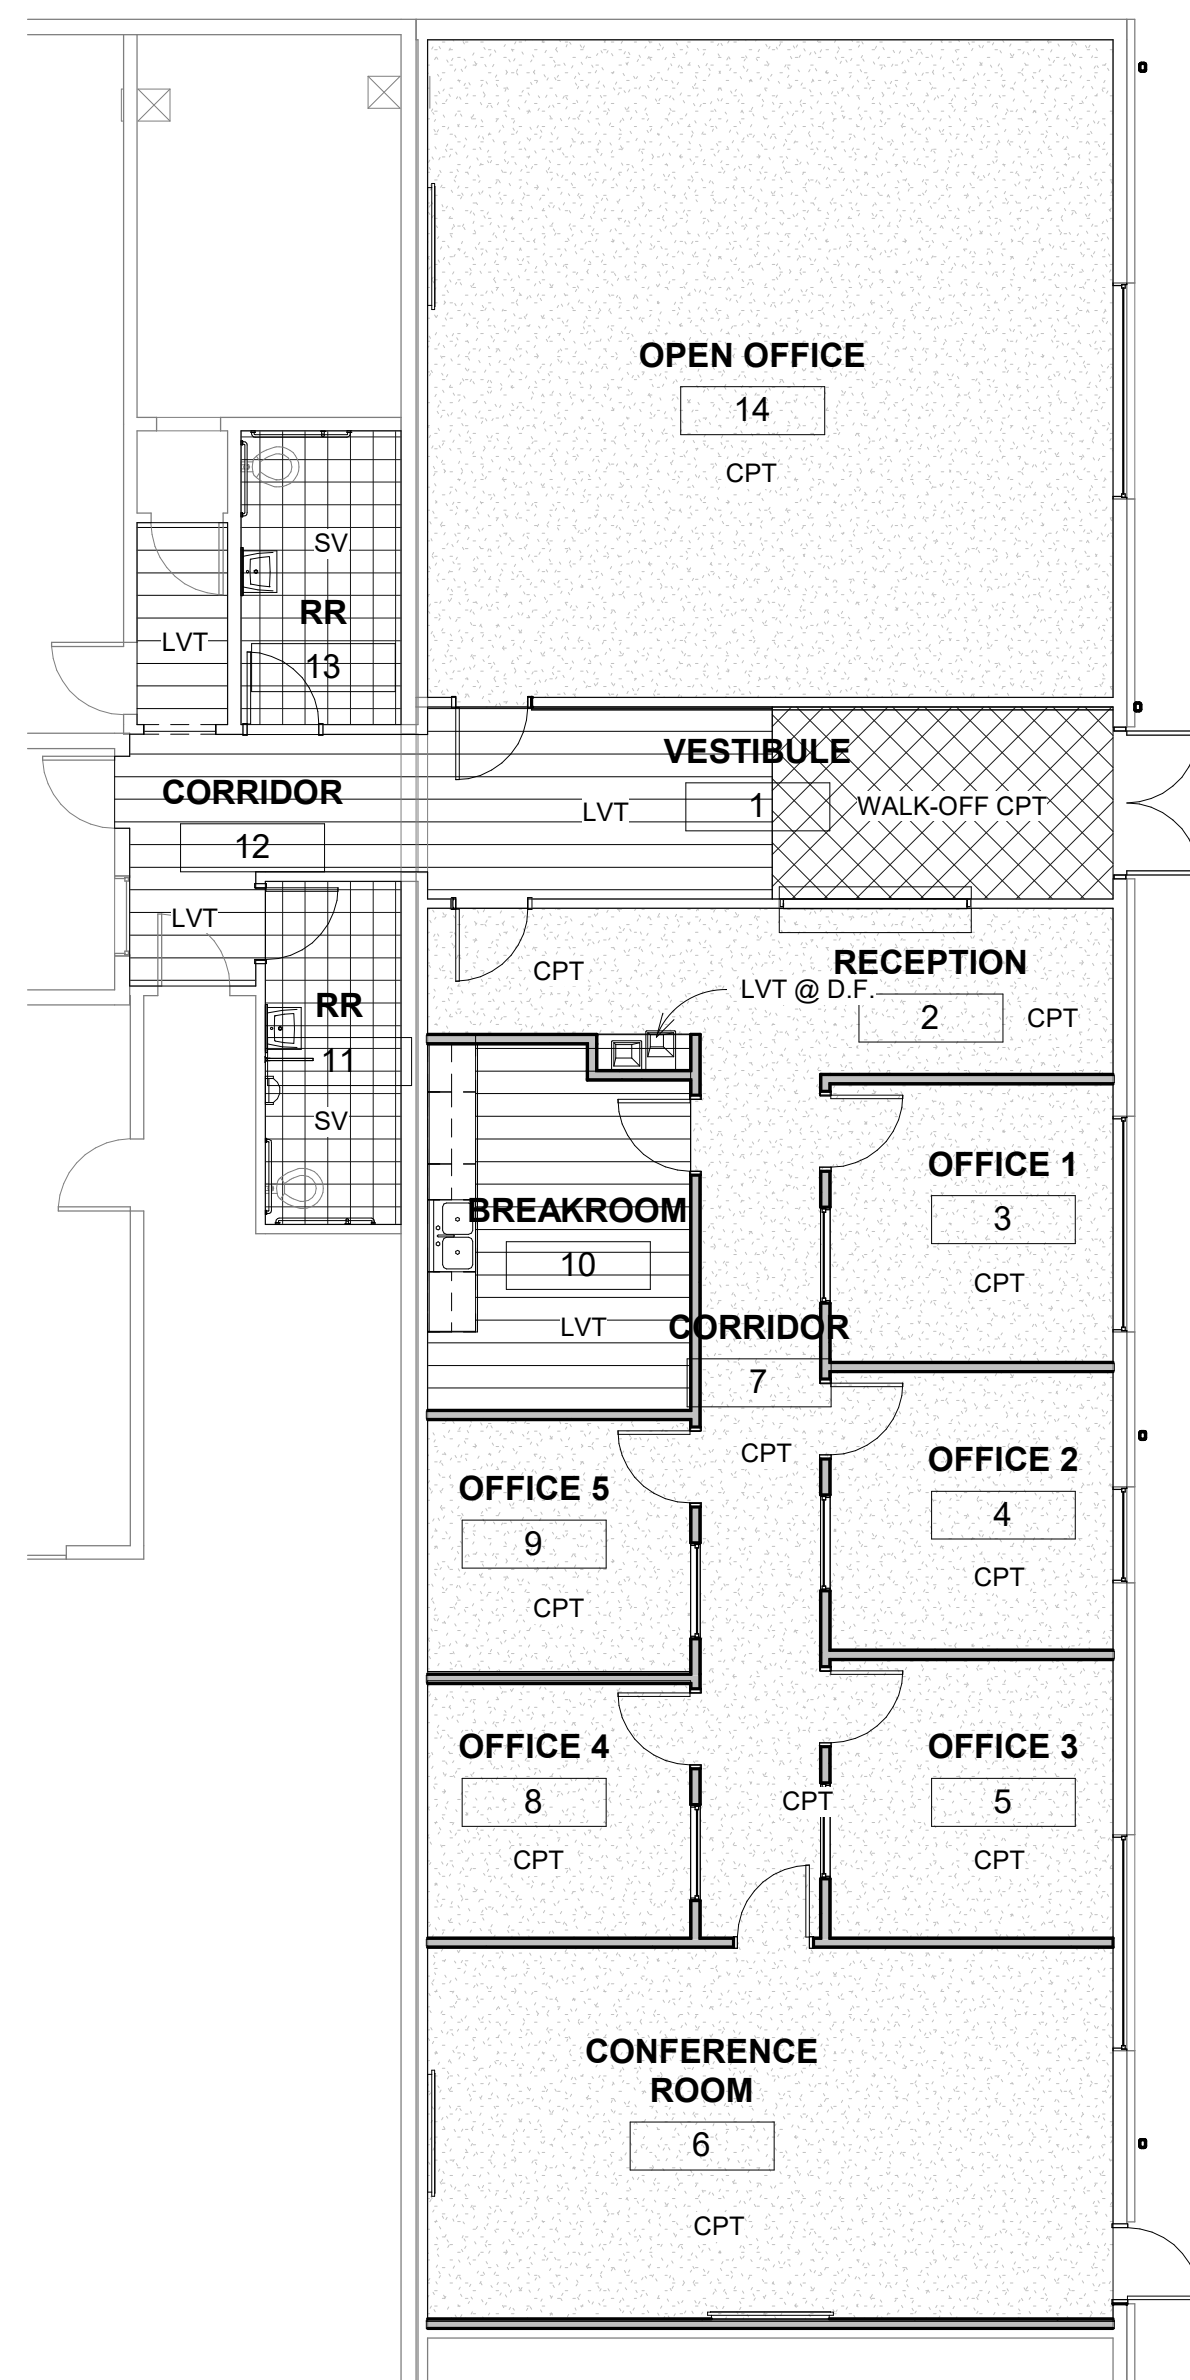 OPEN OFFICE
14
CPT
SV
RR
13
LVT
VESTIBULE
1
LVT
WALK-OFF CPT
CORRIDOR
12
LVT
RECEPTION
2
CPT
CPT
LVT @ D.F.
RR
11
SV
OFFICE 1
3
CPT
BREAKROOM
10
LVT
CORRIDOR
7
CPT
OFFICE 2
4
CPT
OFFICE 5
9
CPT
OFFICE 4
8
CPT
CPT
OFFICE 3
5
CPT
CONFERENCE
ROOM
6
CPT